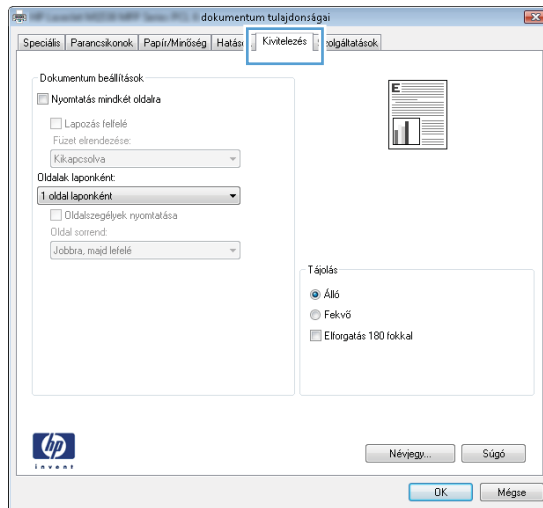 dokumentum tulajdonságai
Speciális Parancsikonok Papír/Minőség Kivitelezés
Dokumentum beállítások
Nyomtatás mindkét oldalra
Lapozás felfelé
Füzet elrendezése:
Kikapcsolva
Oldalak laponként:
1 oldal laponként
Oldalszegélyek nyomtatása
Oldal sorrend:
Jobbra, majd lefelé
E
Tájolás
Álló
Fekvő
Elforgatás 180 fokkal
hp
invent
Névjegy... Súgó
OK Mégse